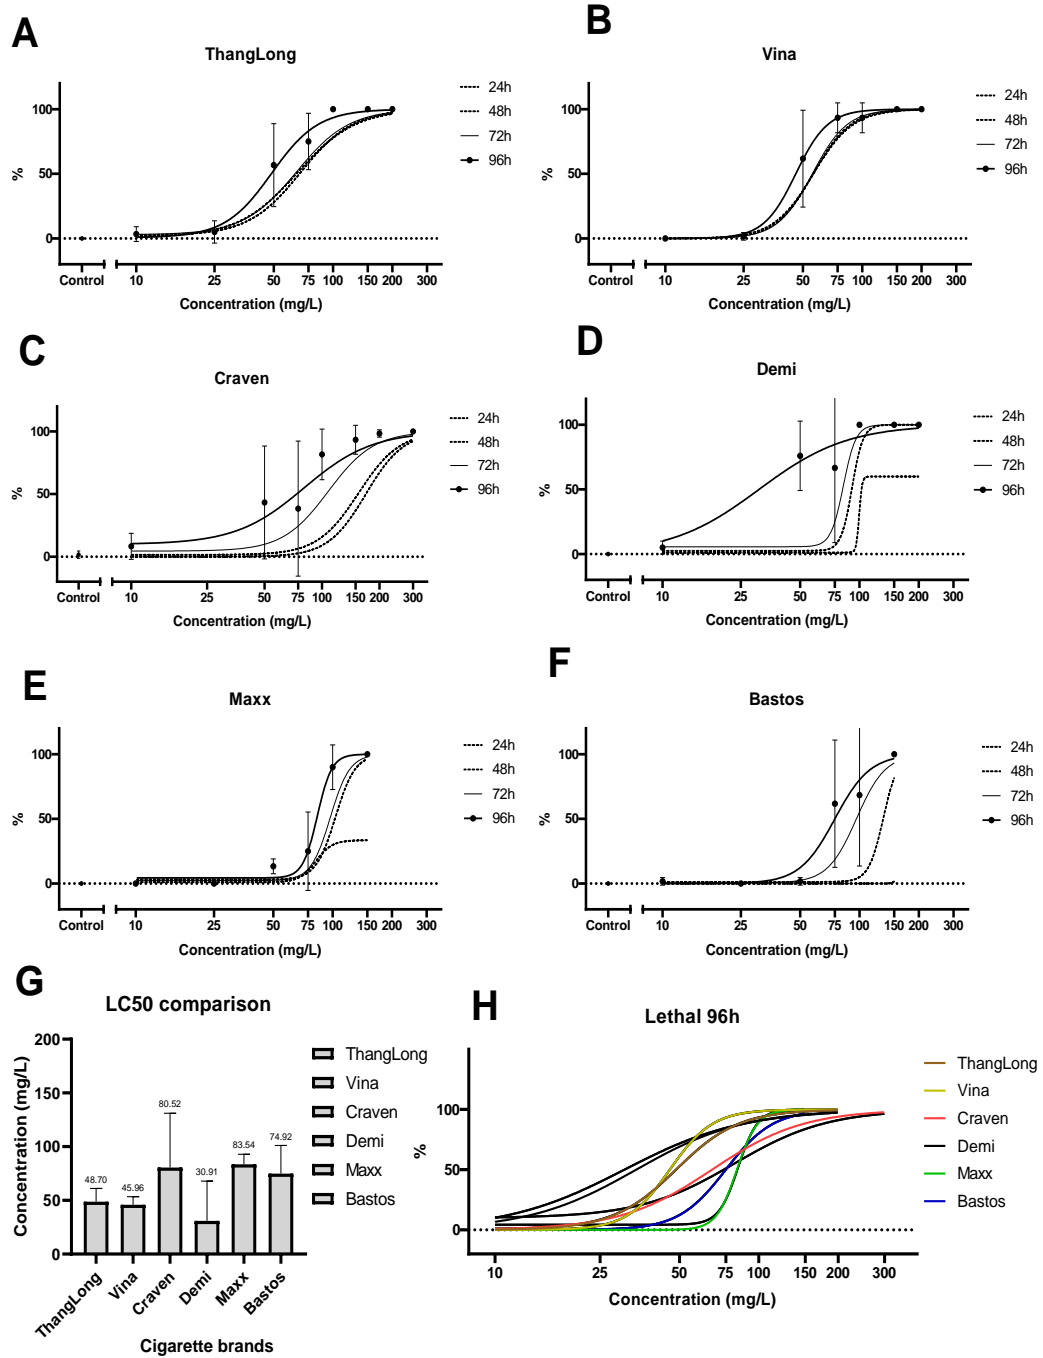 A
ThangLong
100
50
0
%
Control
10
25
50
75
100
150
200
300
Concentration (mg/L)
24h
48h
72h
96h
B
Vina
100
50
0
%
Control
10
25
50
75
100
150
200
300
Concentration (mg/L)
24h
48h
72h
96h
C
Craven
100
50
0
%
Control
10
25
50
75
100
150
200
300
Concentration (mg/L)
24h
48h
72h
96h
D
Demi
100
50
0
%
Control
10
25
50
75
100
150
200
300
Concentration (mg/L)
24h
48h
72h
96h
E
Maxx
100
50
0
%
Control
10
25
50
75
100
150
200
300
Concentration (mg/L)
24h
48h
72h
96h
F
Bastos
100
50
0
%
Control
10
25
50
75
100
150
200
300
Concentration (mg/L)
24h
48h
72h
96h
G
LC50 comparison
Concentration (mg/L)
200
150
100
50
0
48.70
45.96
80.52
30.91
83.54
74.92
ThangLong
Vina
Craven
Demi
Maxx
Bastos
Cigarette brands
ThangLong
Vina
Craven
Demi
Maxx
Bastos
H
Lethal 96h
100
50
0
%
10
25
50
75
100
150
200
300
Concentration (mg/L)
ThangLong
Vina
Craven
Demi
Maxx
Bastos